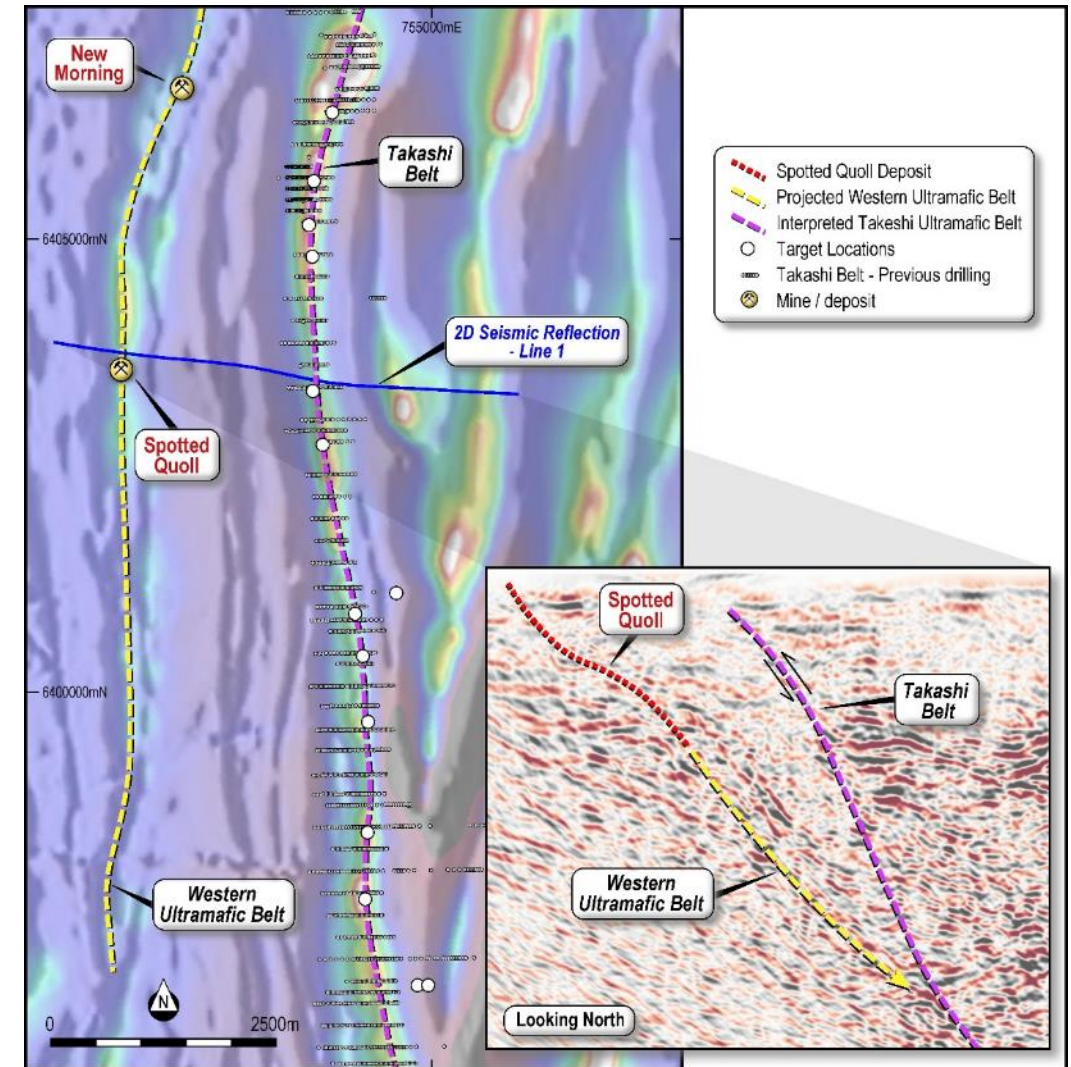 755000mE
New
Morning
Takashi
Belt
6405000mN
2D Seismic Reflection
- Line 1
Spotted
Quoll
6400000mN
Western
Ultramafic Belt
N
0
2500m
Spotted Quoll Deposit
Projected Western Ultramafic Belt
Interpreted Takeshi Ultramafic Belt
Target Locations
Takashi Belt - Previous drilling
Mine / deposit
Spotted
Quoll
Takashi
Belt
Western
Ultramafic Belt
Looking North